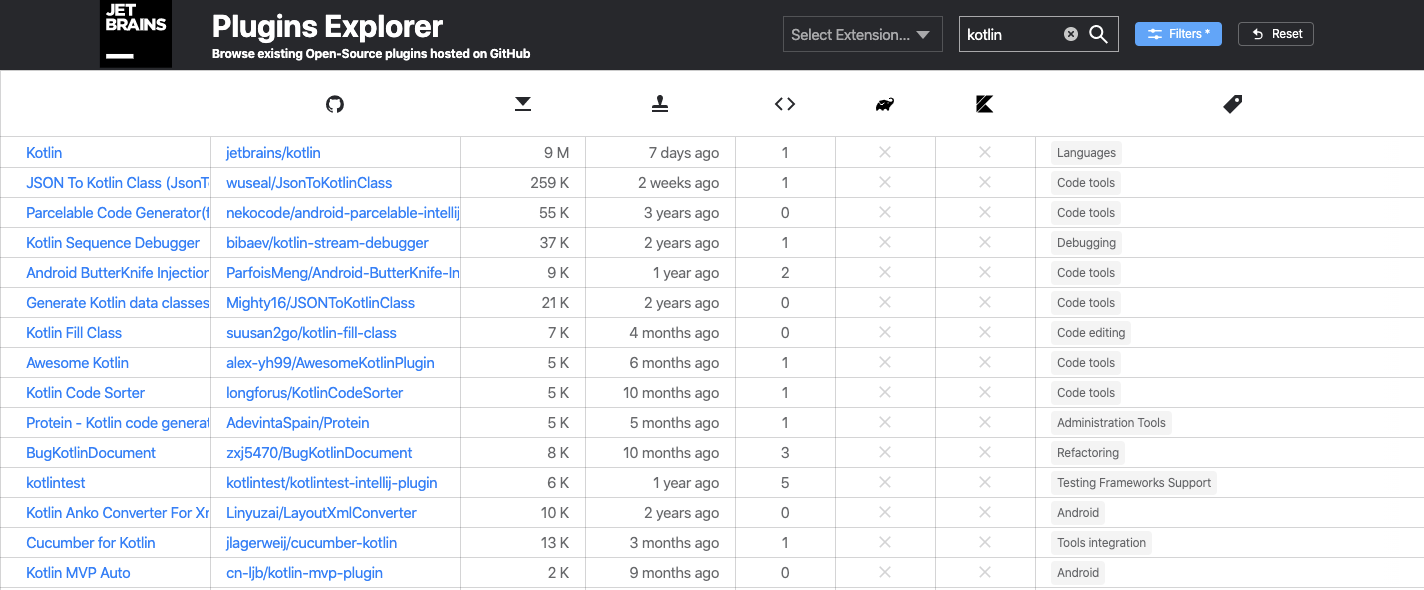 JET
BRAINS
Plugins Explorer
Browse existing Open-Source plugins hosted on GitHub
Select Extension...
kotlin
Filters *
Reset
Kotlin jetbrains/kotlin 9 M 7 days ago 1 Languages
JSON To Kotlin Class (JsonT wuseal/JsonToKotlinClass 259 K 2 weeks ago 1 Code tools
Parcelable Code Generator(f nekocode/android-parcelable-intellij 55 K 3 years ago 0 Code tools
Kotlin Sequence Debugger bibaev/kotlin-stream-debugger 37 K 2 years ago 1 Debugging
Android ButterKnife Injection ParfoisMeng/Android-ButterKnife-In 9 K 1 year ago 2 Code tools
Generate Kotlin data classes Mighty16/JSONToKotlinClass 21 K 2 years ago 0 Code tools
Kotlin Fill Class suusan2go/kotlin-fill-class 7 K 4 months ago 0 Code editing
Awesome Kotlin alex-yh99/AwesomeKotlinPlugin 5 K 6 months ago 1 Code tools
Kotlin Code Sorter longforus/KotlinCodeSorter 5 K 10 months ago 1 Code tools
Protein - Kotlin code generat AdevintaSpain/Protein 5 K 5 months ago 1 Administration Tools
BugKotlinDocument zxj5470/BugKotlinDocument 8 K 10 months ago 3 Refactoring
kotlintest kotlintest/kotlintest-intellij-plugin 6 K 1 year ago 5 Testing Frameworks Support
Kotlin Anko Converter For Xm Linyuzai/LayoutXmlConverter 10 K 2 years ago 0 Android
Cucumber for Kotlin jlagerweij/cucumber-kotlin 13 K 3 months ago 1 Tools integration
Kotlin MVP Auto cn-ljb/kotlin-mvp-plugin 2 K 9 months ago 0 Android